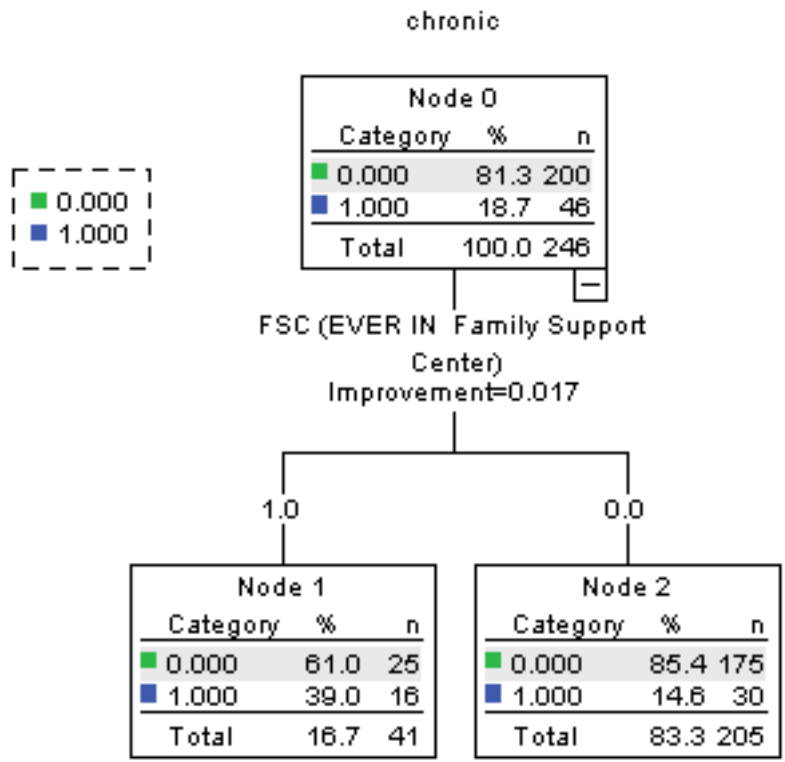 chronic
Node 0
Category % n
0.000 81.3 200
1.000 18.7 46
Total 100.0 246
0.000
1.000
FSC (EVER IN Family Support
Center)
Improvement=0.017
1.0
0.0
Node 1
Category % n
0.000 61.0 25
1.000 39.0 16
Total 16.7 41
Node 2
Category % n
0.000 85.4 175
1.000 14.6 30
Total 83.3 205